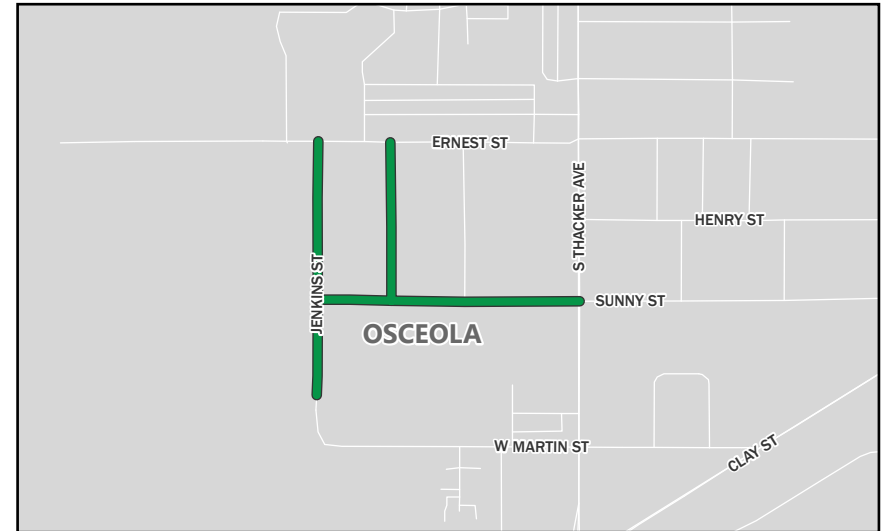 ERNEST ST
S THACKER AVE
HENRY ST
JENKINS ST
SUNNY ST
OSCEOLA
W MARTIN ST
CLAY ST